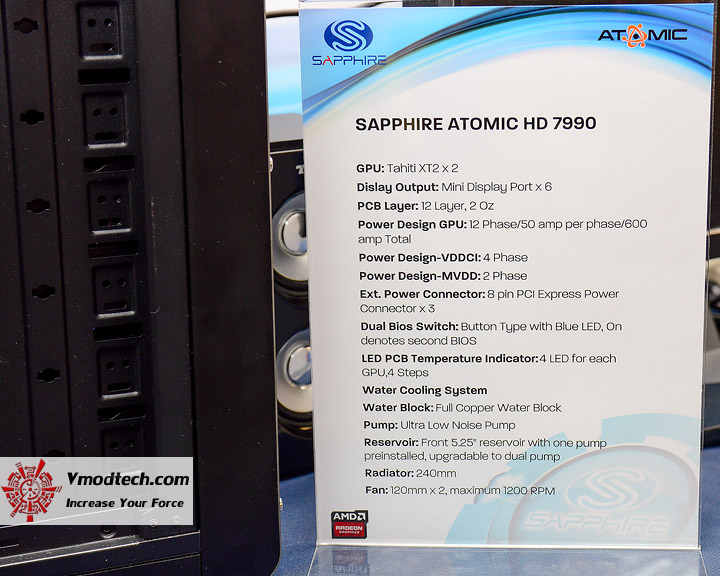 SAPPHIRE
ATOMIC
SAPPHIRE ATOMIC HD 7990
GPU: Tahiti XT2 x 2
Dislay Output: Mini Display Port x 6
PCB Layer: 12 Layer, 2 Oz
Power Design GPU: 12 Phase/50 amp per phase/600
amp Total
Power Design-VDDCI: 4 Phase
Power Design-MVDD: 2 Phase
Ext. Power Connector: 8 pin PCI Express Power
Connector x 3
Dual Bios Switch: Button Type with Blue LED, On
denotes second BIOS
LED PCB Temperature Indicator: 4 LED for each
GPU,4 Steps
Water Cooling System
Water Block: Full Copper Water Block
Pump: Ultra Low Noise Pump
Reservoir: Front 5.25" reservoir with one pump
preinstalled, upgradable to dual pump
Radiator: 240mm
Fan: 120mm x 2, maximum 1200 RPM
SAPPHIRE
AMD
RADEON
GRAPHICS
Vmodtech.com
Increase Your Force